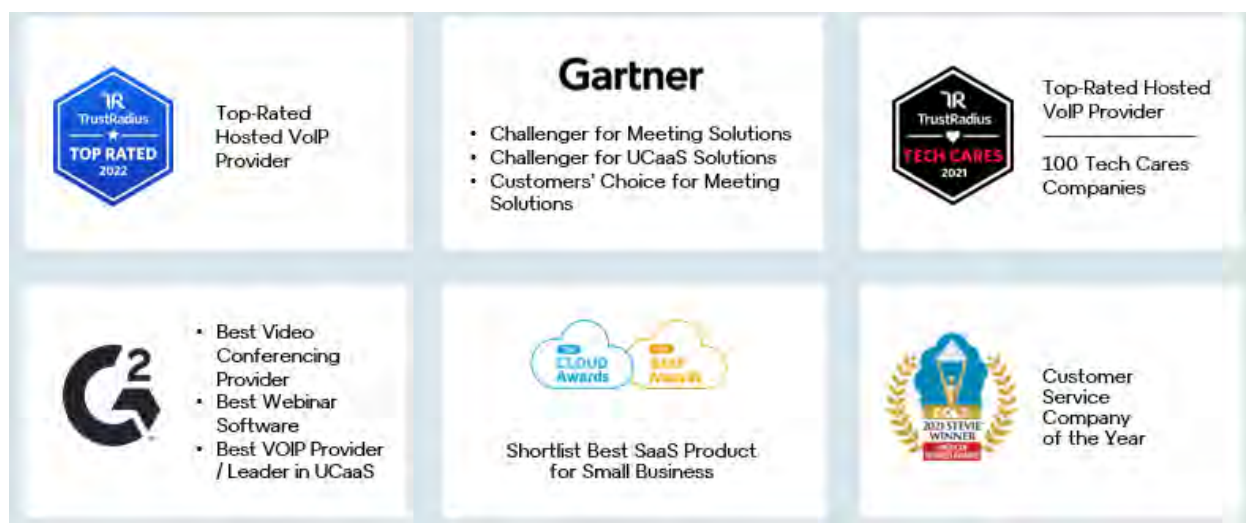 TR
TrustRadius
TOP RATED
2022
Top-Rated
Hosted VoIP
Provider
Gartner
• Challenger for Meeting Solutions
• Challenger for UCaaS Solutions
• Customers' Choice for Meeting
Solutions
TR
TrustRadius
TECH CARES
2021
Top-Rated Hosted
VoIP Provider
100 Tech Cares
Companies
G2
• Best Video
Conferencing
Provider
• Best Webinar
Software
• Best VOIP Provider
/ Leader in UCaaS
CLOUD
Awards
Awards
Shortlist Best SaaS Product
for Small Business
GOLD
2021 STEVIE
WINNER
Customer
Service
Company
of the Year